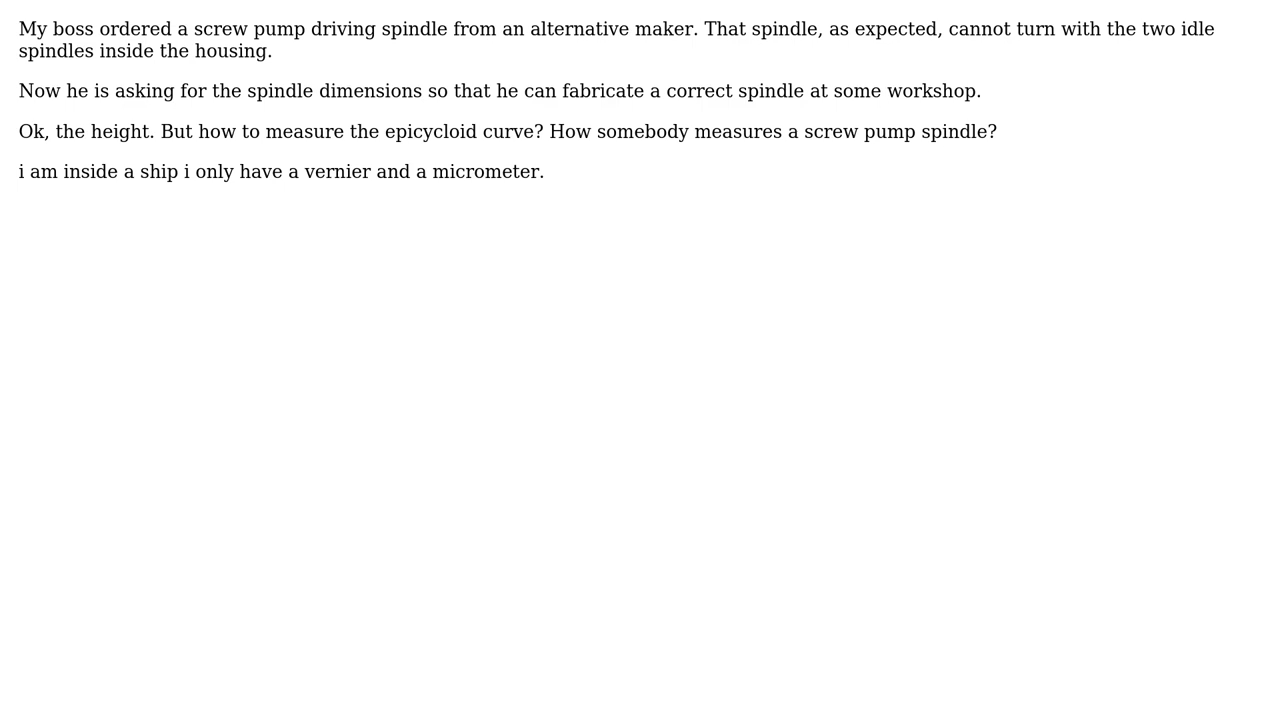 My boss ordered a screw pump driving spindle from an alternative maker. That spindle, as expected, cannot turn with the two idle
spindles inside the housing.
Now he is asking for the spindle dimensions so that he can fabricate a correct spindle at some workshop.
Ok, the height. But how to measure the epicycloid curve? How somebody measures a screw pump spindle?
i am inside a ship i only have a vernier and a micrometer.